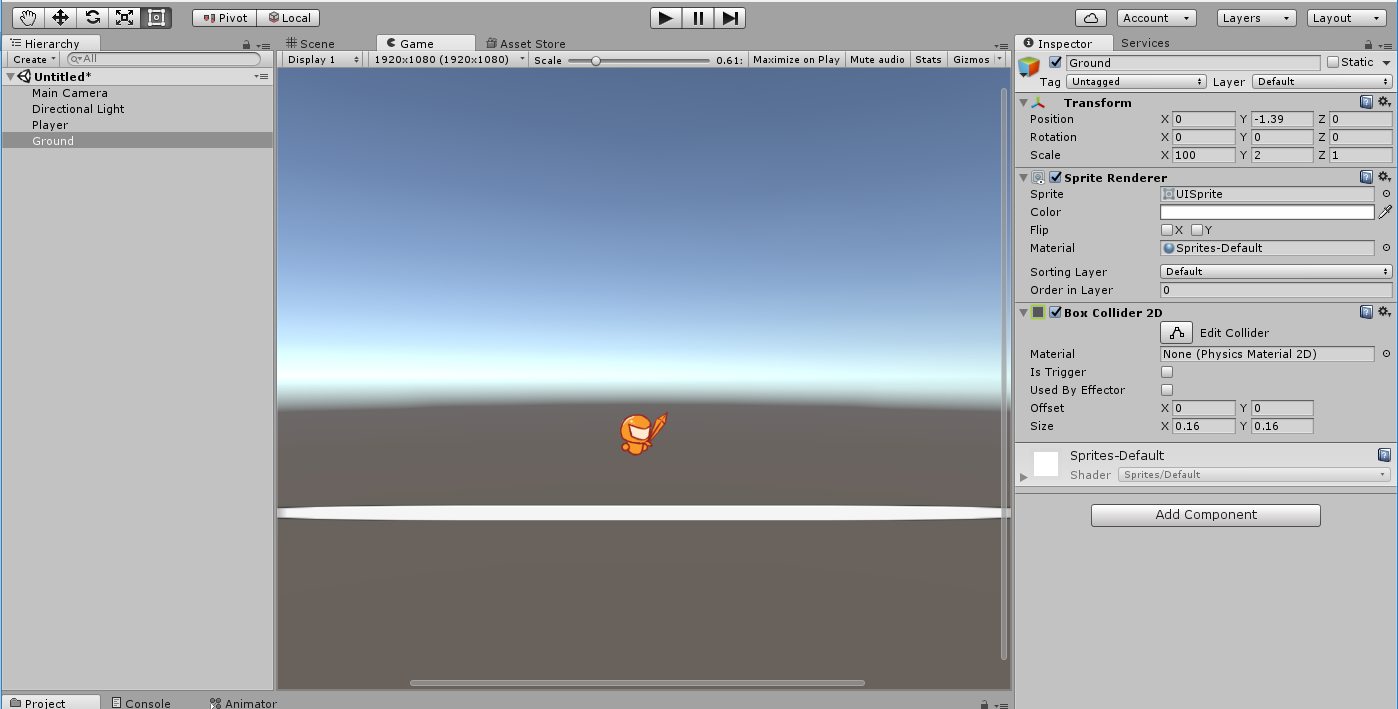 Pivot Local Account Layers Layout
Hierarchy Scene Game Asset Store Inspector Services
Create All Display 1 1920x1080 (1920x1080) Scale 0.61: Maximize on Play Mute audio Stats Gizmos
Ground Static
Untitled*
Tag Untagged Layer Default
Main Camera
Directional Light
Player
Ground
Transform
Position X 0 Y -1.39 Z 0
Rotation X 0 Y 0 Z 0
Scale X 100 Y 2 Z 1
Sprite Renderer
Sprite UISprite
Color
Flip X Y
Material Sprites-Default
Sorting Layer Default
Order in Layer 0
Box Collider 2D
Edit Collider
Material None (Physics Material 2D)
Is Trigger
Used By Effector
Offset X 0 Y 0
Size X 0.16 Y 0.16
Sprites-Default
Shader Sprites/Default
Add Component
Project Console Animator